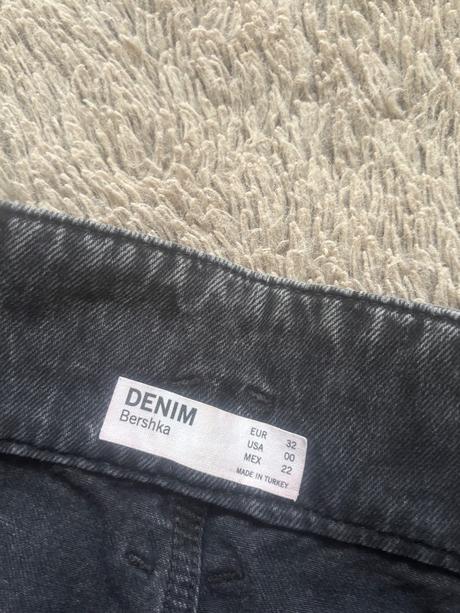 DENIM
Bershka
EUR 32
USA 00
MEX 22
MADE IN TURKEY